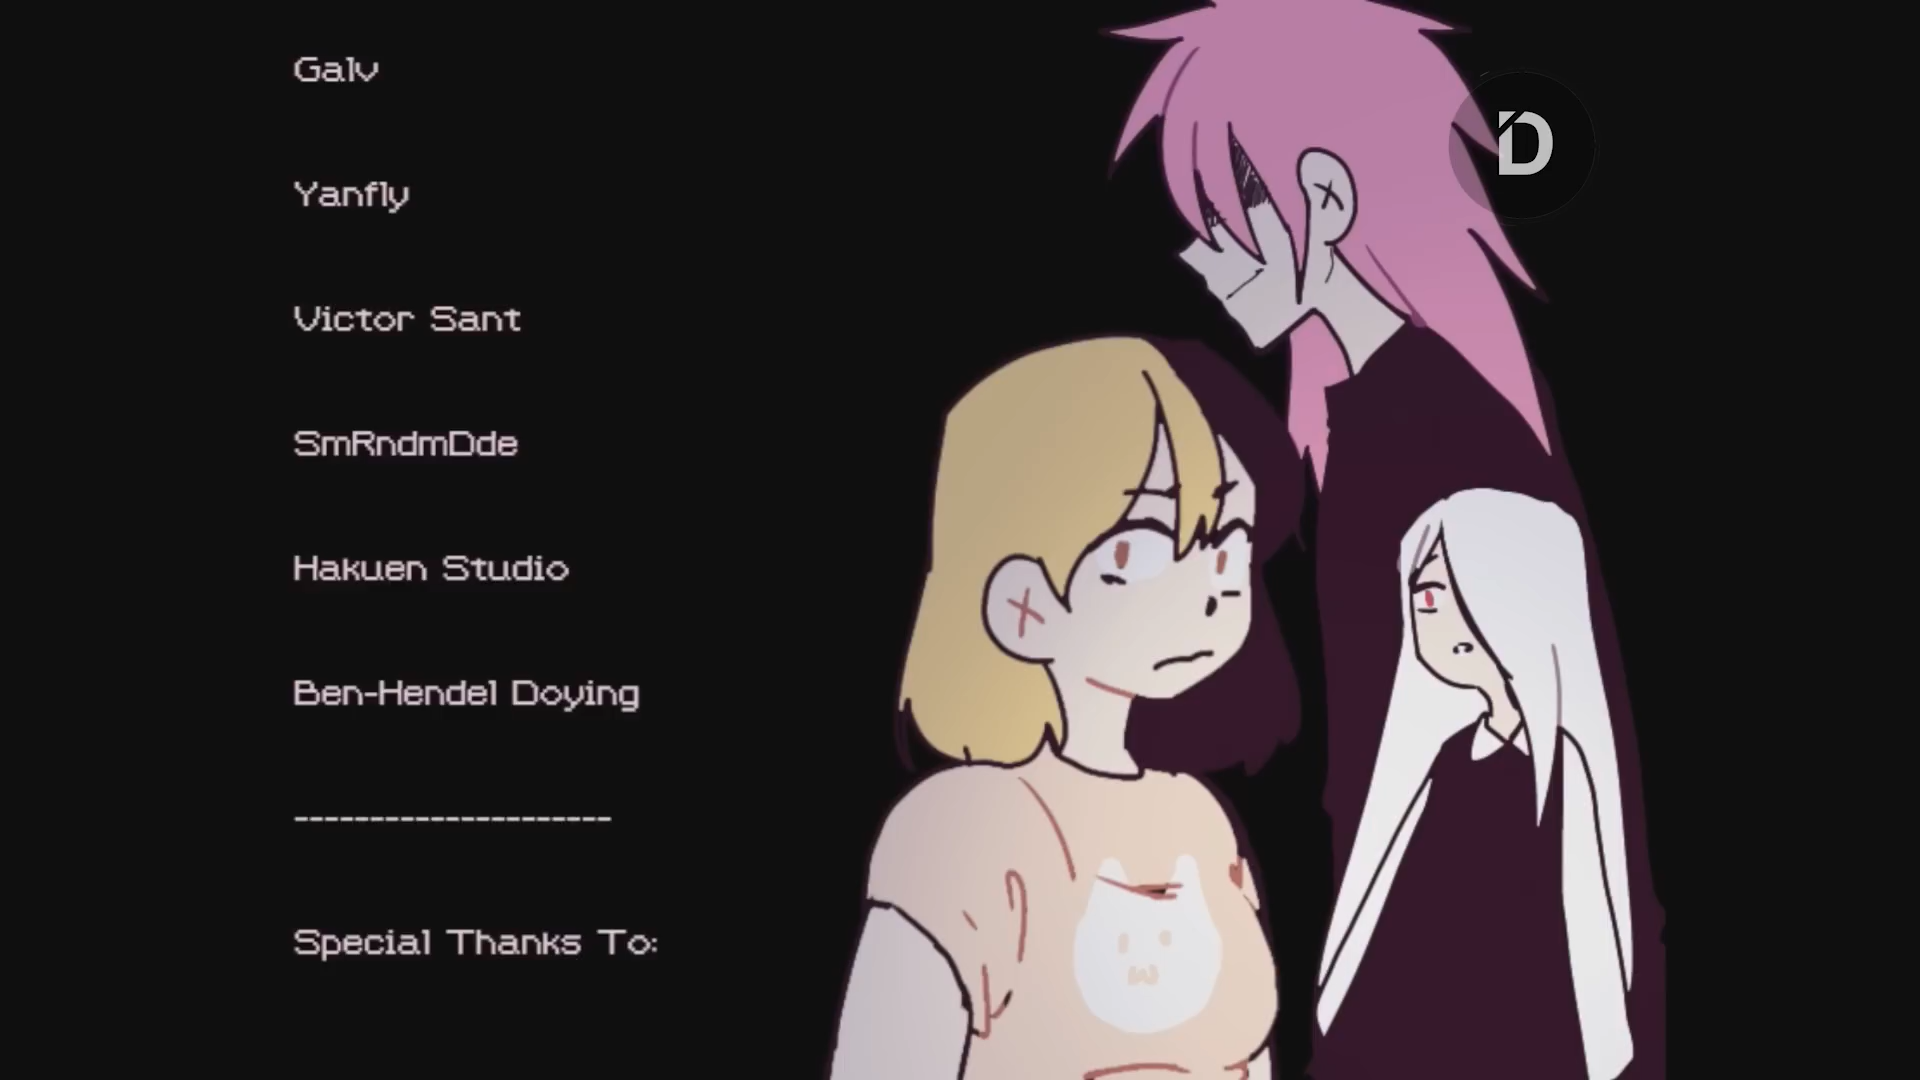 Galv
Yanfly
Victor Sant
SmRndmDde
Hakuen Studio
Ben-Hendel Doying
---------------------
Special Thanks To:
D